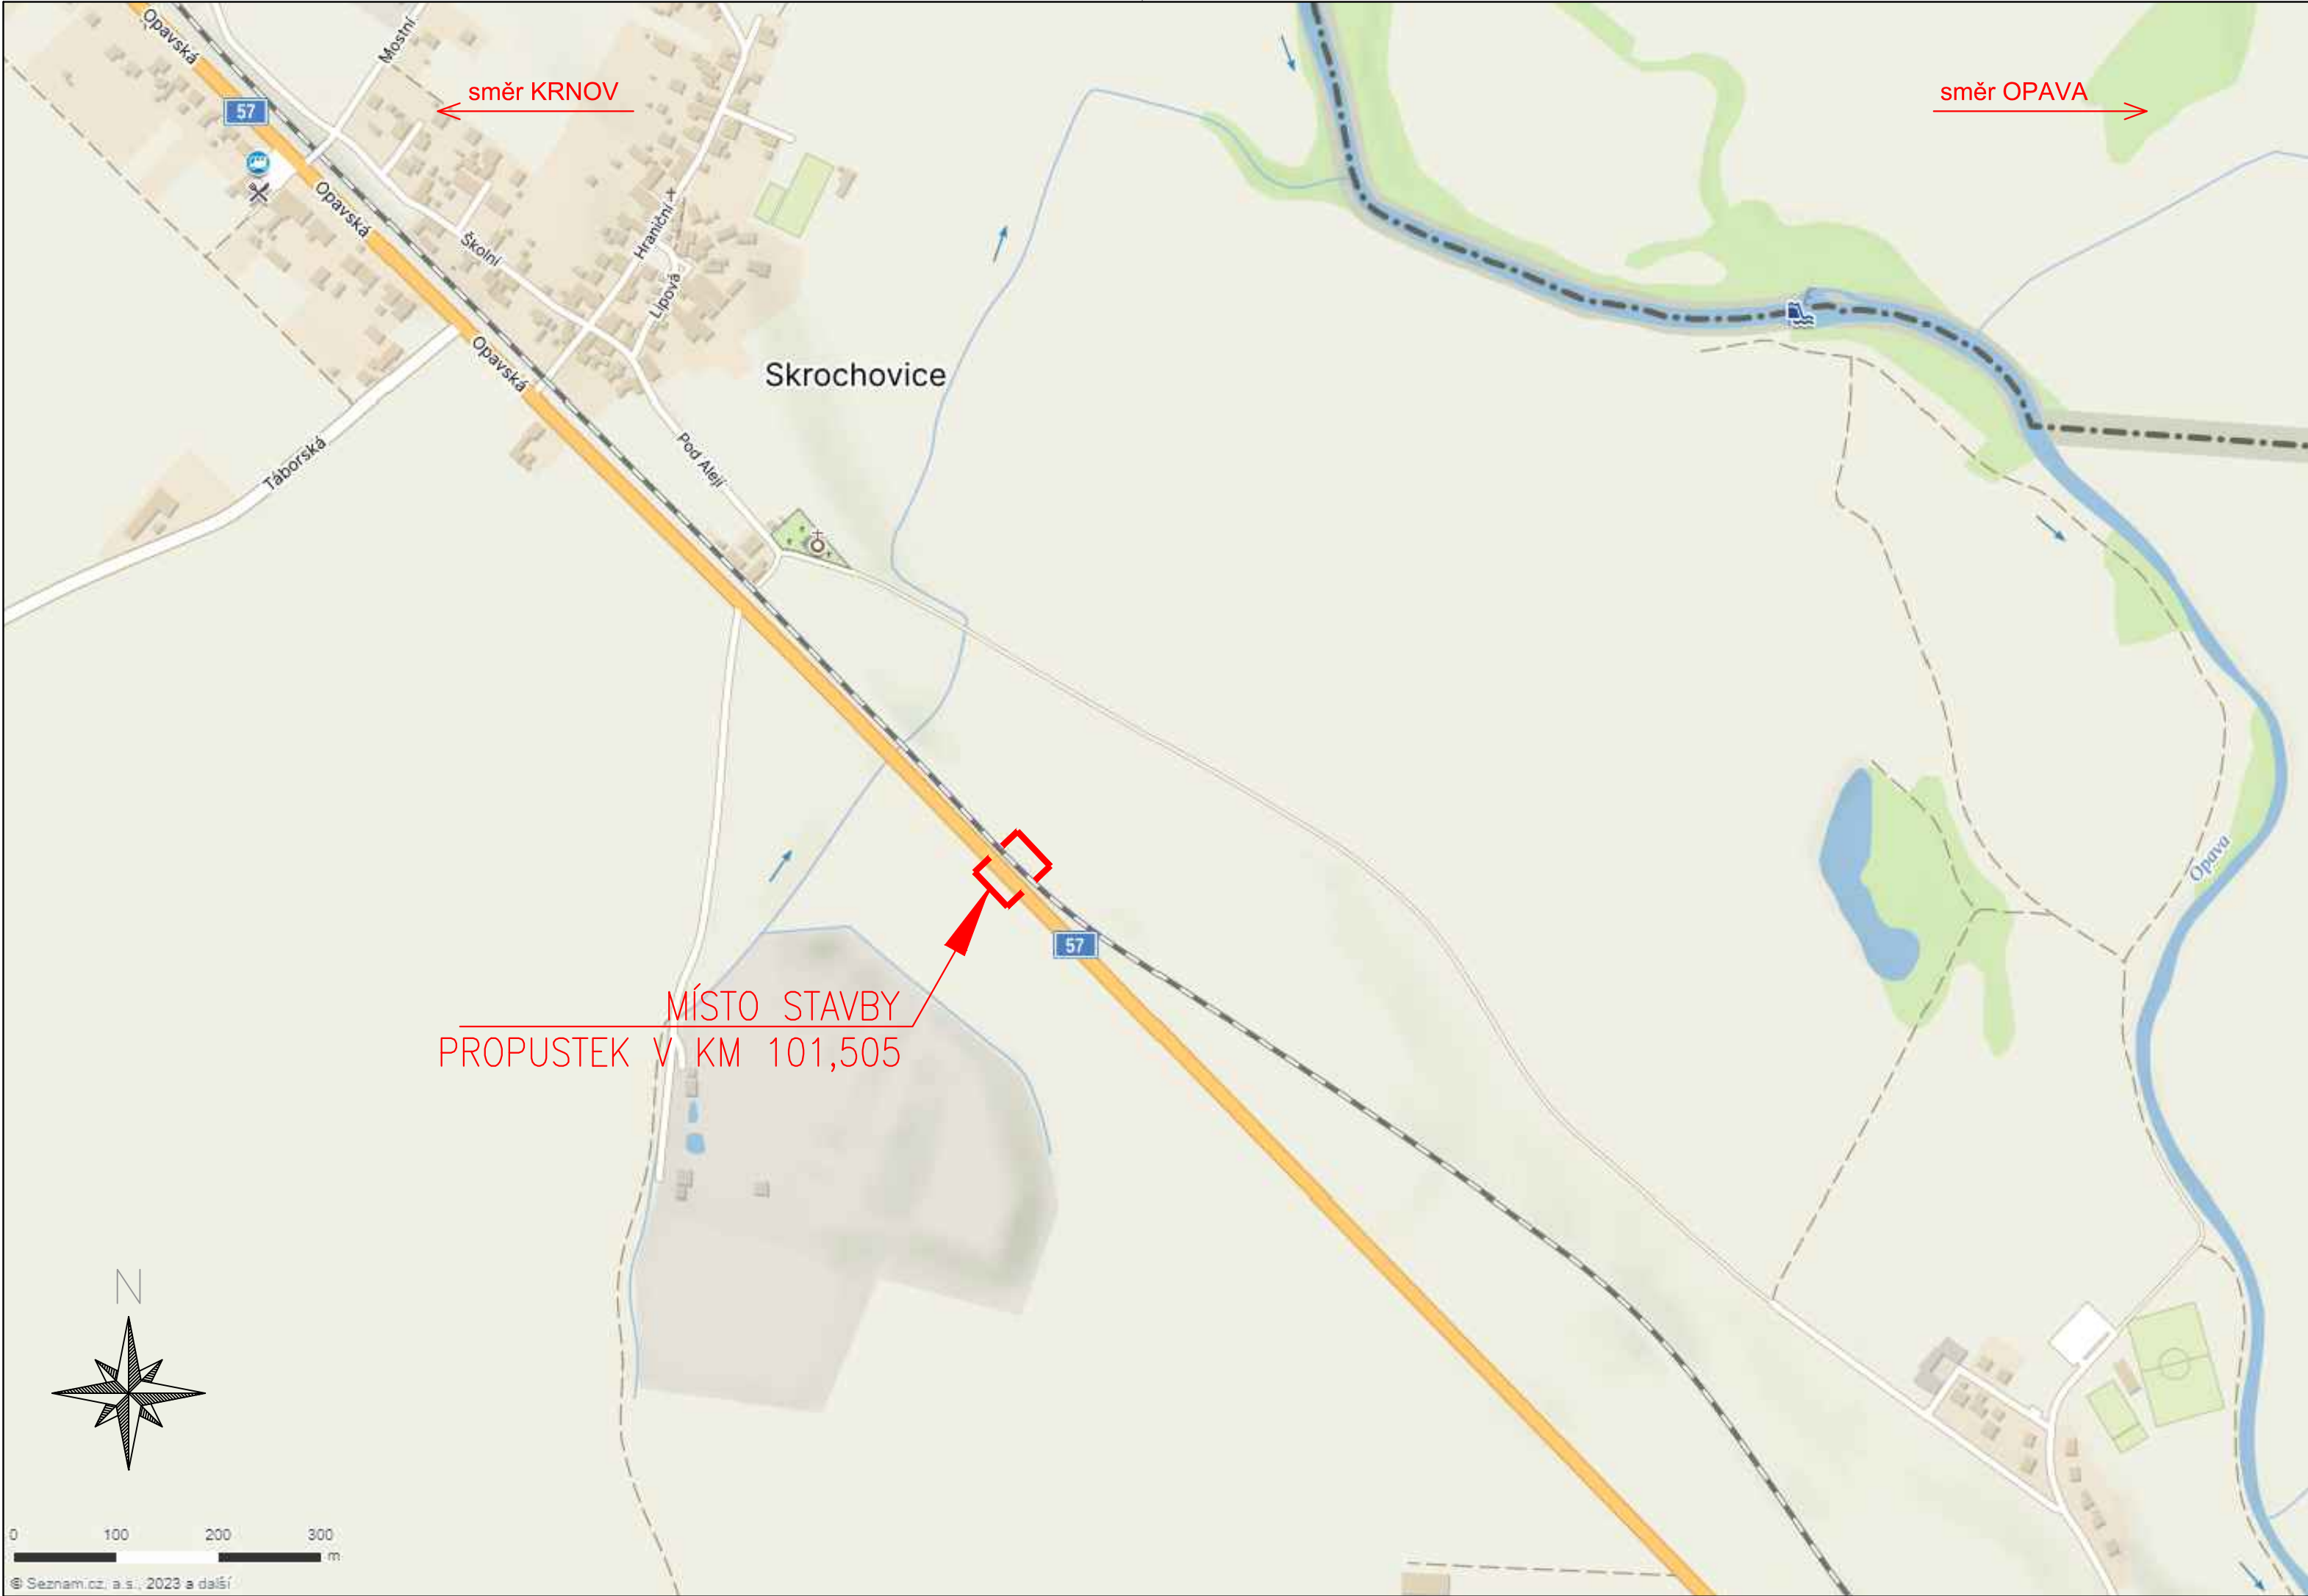 Opavská
Mostní
57
směr KRNOV
směr OPAVA
Opavská
Školní
Hraniční
Lipová
Opavská
Skrochovice
Táborská
Pod Alejí
Opava
57
MÍSTO STAVBY
PROPUSTEK V KM 101,505
N
0 100 200 300
m
© Seznam.cz, a.s., 2023 a další